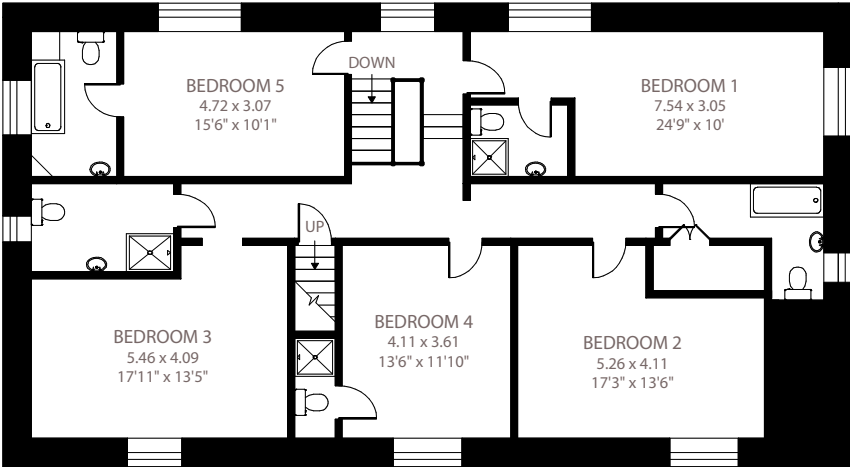 DOWN
BEDROOM 5
4.72 x 3.07
15'6" x 10'1"
BEDROOM 1
7.54 x 3.05
24'9" x 10'
UP
BEDROOM 3
5.46 x 4.09
17'11" x 13'5"
BEDROOM 4
4.11 x 3.61
13'6" x 11'10"
BEDROOM 2
5.26 x 4.11
17'3" x 13'6"